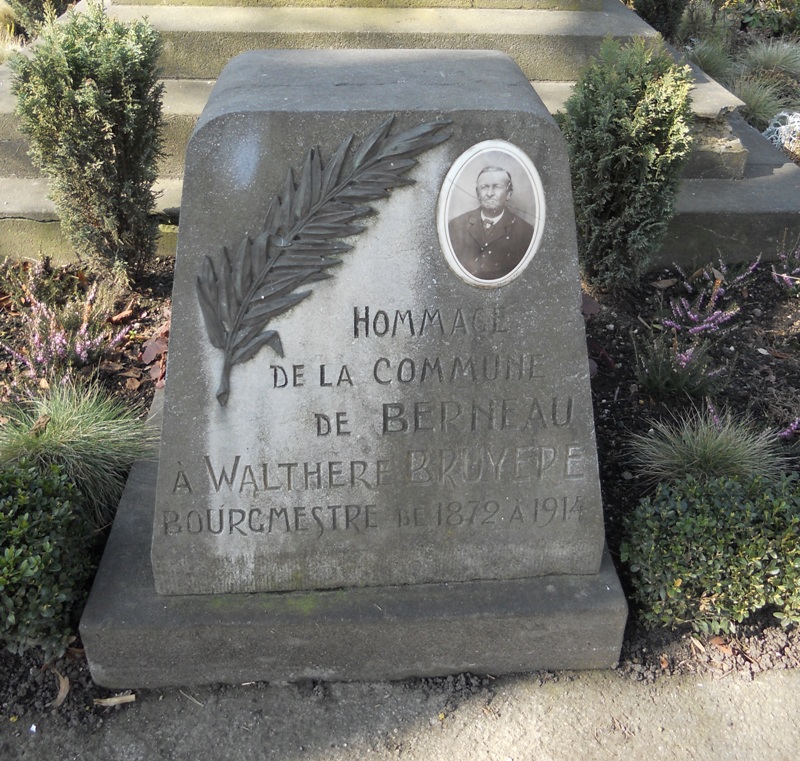 HOMMAGE
DE LA COMMUNE
DE BERNEAU
À WALTHÈRE BRUYÈRE
BOURGMESTRE DE 1872 À 1914